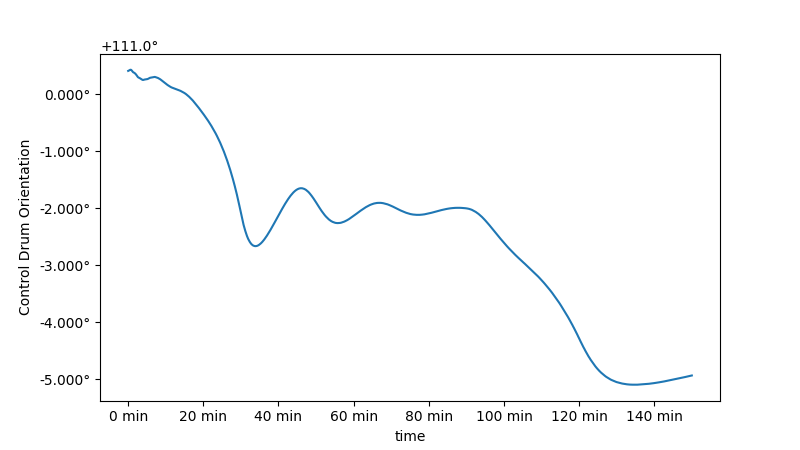 +111.0°
0.000°
-1.000°
-2.000°
-3.000°
-4.000°
-5.000°
Control Drum Orientation
0 min 20 min 40 min 60 min 80 min 100 min 120 min 140 min
time